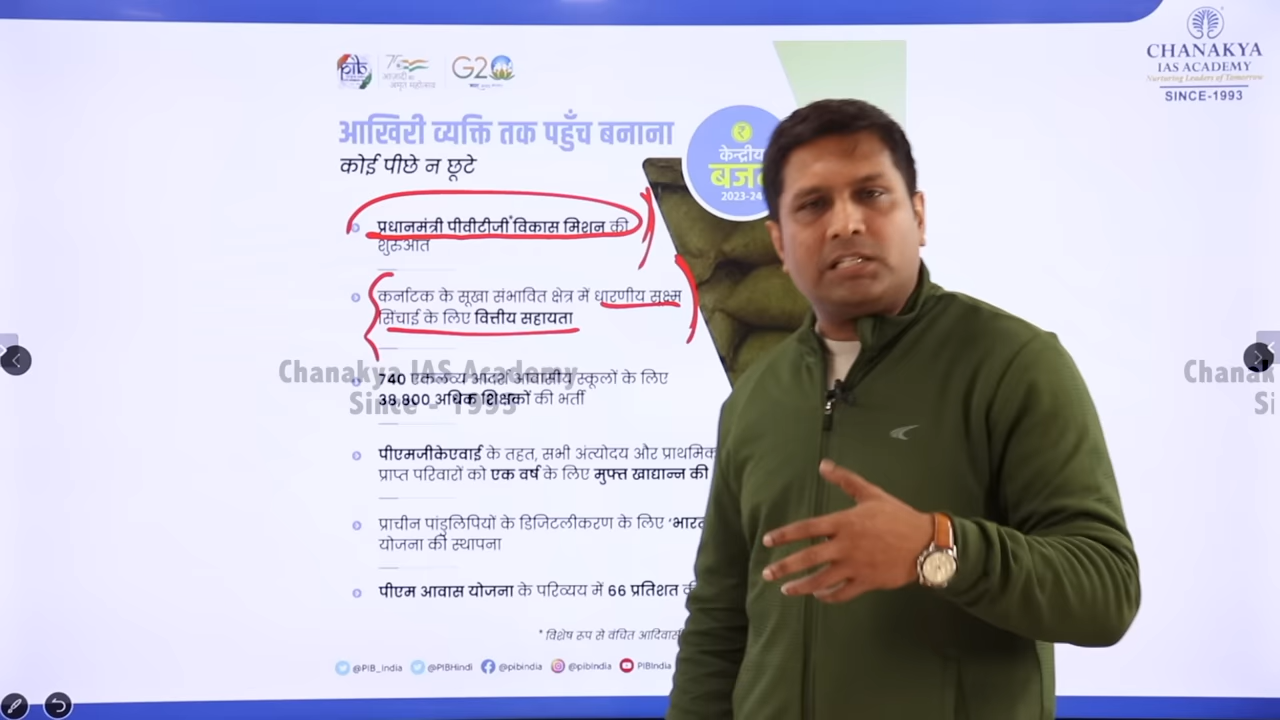 CHANAKYA
IAS ACADEMY
Nurturing Leaders of Tomorrow
SINCE-1993
pib
G20
आखिरी व्यक्ति तक पहुँच बनाना
कोई पीछे न छूटे
केन्द्रीय
बजट
2023-24
प्रधानमंत्री पीवीटीजी* विकास मिशन की
शुरुआत
कर्नाटक के सूखा संभावित क्षेत्र में धारणीय सूक्ष्म
सिंचाई के लिए वित्तीय सहायता
740 एकलव्य आदर्श आवासीय स्कूलों के लिए
38,800 अधिक शिक्षकों की भर्ती
Chanakya IAS Academy
Since - 1993
Chanak
Si
पीएमजीकेएवाई के तहत, सभी अंत्योदय और प्राथमिक
प्राप्त परिवारों को एक वर्ष के लिए मुफ्त खाद्यान्न की
प्राचीन पांडुलिपियों के डिजिटलीकरण के लिए ‘भारत
योजना की स्थापना
पीएम आवास योजना के परिव्यय में 66 प्रतिशत
* विशेष रूप से वंचित आदिवासी
@PIB_India @PIBHindi @pibindia @pibindia PIBIndia